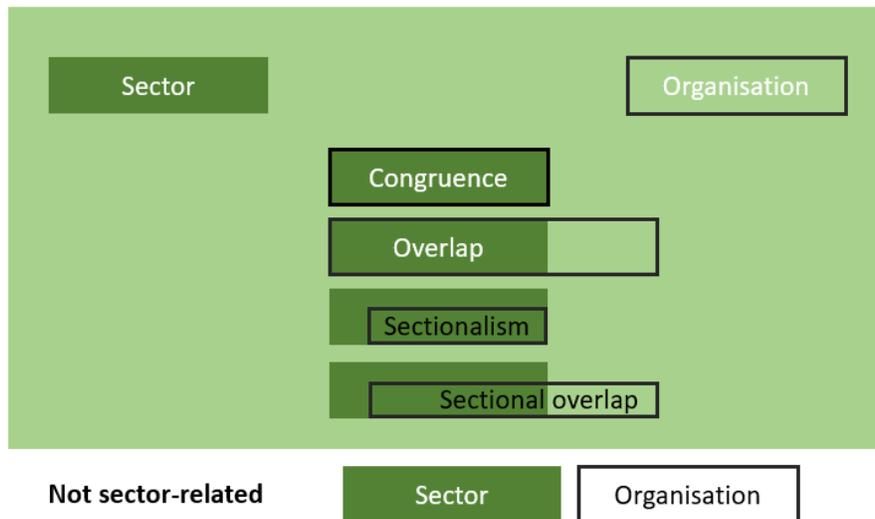 Sector
Organisation
Congruence
Overlap
Sectionalism
Sectional overlap
Not sector-related
Sector
Organisation